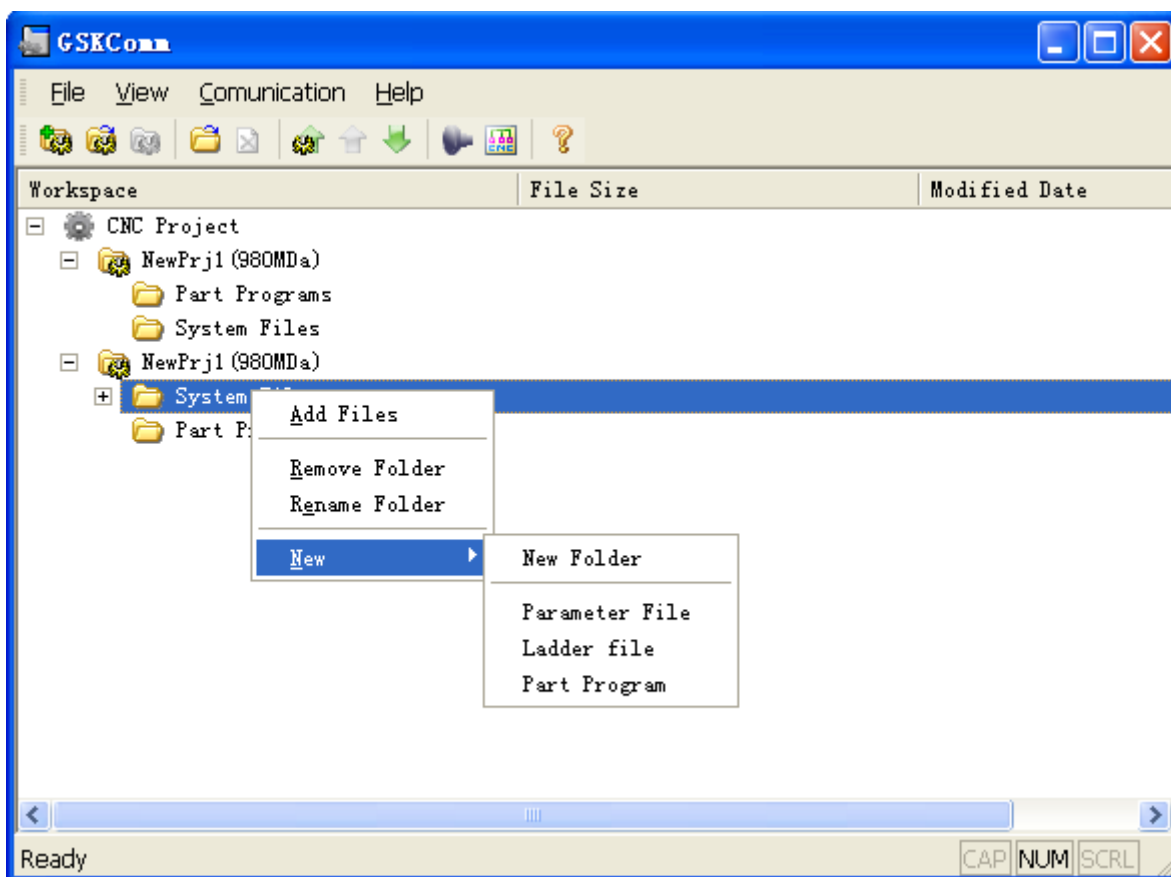 GSKComm
File View Comunication Help
CNC
Workspace File Size Modified Date
CNC Project
NewPrj1(980MDa)
Part Programs
System Files
NewPrj1(980MDa)
System
Part
Add Files
Remove Folder
Rename Folder
New
New Folder
Parameter File
Ladder file
Part Program
Ready CAP NUM SCRL